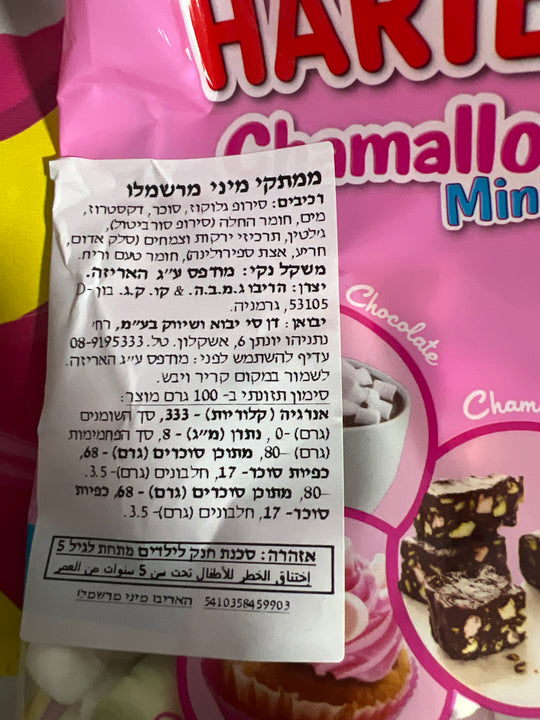 HARIB
Chamallo
Min
Chocolate
Cham
ממתקי מיני מרשמלו
רכיבים: סירופ גלוקוז, סוכר, דקסטרוז,
מים, חומר החלה (סירופ סורביטול),
ג'לטין, תרכיזי ירקות וצמחים (סלק אדום,
חריע, אצת ספירולינה), חומר טעם וריח.
משקל נקי: מודפס ע״ג האריזה.
יצרן: הריבו ג.מ.ב.ה. & קו. ק.ג. בון -D
53105, גרמניה.
יבואן: דן סי יבוא ושיווק בע״מ, רח'
נתניהו יונתן 6, אשקלון. טל. 08-9195333
עדיף להשתמש לפני: מודפס ע״ג האריזה.
לשמור במקום קריר ויבש.
סימון תזונתי ב- 100 גרם מוצר:
אנרגיה (קלוריות) - 333, סך השומנים
(גרם) -0 , נתרן (מ״ג) - 8, סך הפחמימות
(גרם) -80, מתוכן סוכרים (גרם) - 68,
כפיות סוכר- 17, חלבונים (גרם)- 3.5.
-80, מתוכן סוכרים (גרם) - 68, כפיות
סוכר- 17, חלבונים (גרם)- 3.5.
אזהרה: סכנת חנק לילדים מתחת לגיל 5
إختناق الخطر للأطفال تحت سن 5 سنوات من العمر
5410358459903 האריבו מיני מרשמלו